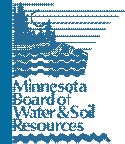 Minnesota
Board of
Water & Soil
Resources